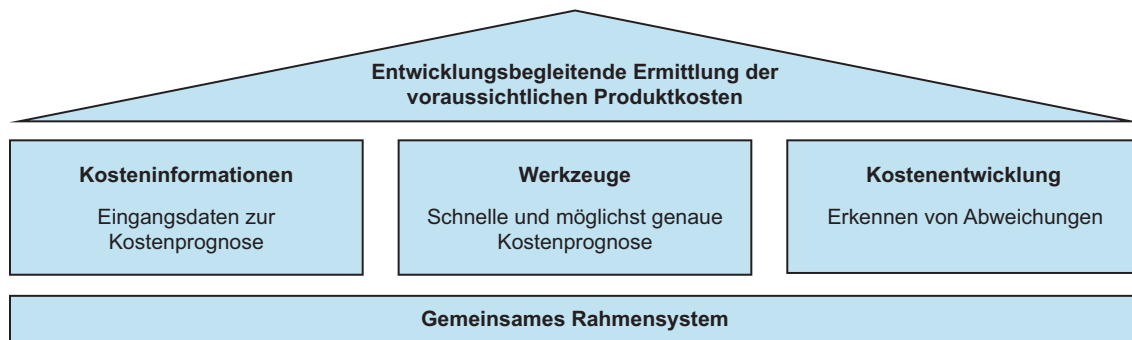 Entwicklungsbegleitende Ermittlung der
voraussichtlichen Produktkosten
Kosteninformationen
Eingangsdaten zur
Kostenprognose
Werkzeuge
Schnelle und möglichst genaue
Kostenprognose
Kostenentwicklung
Erkennen von Abweichungen
Gemeinsames Rahmensystem